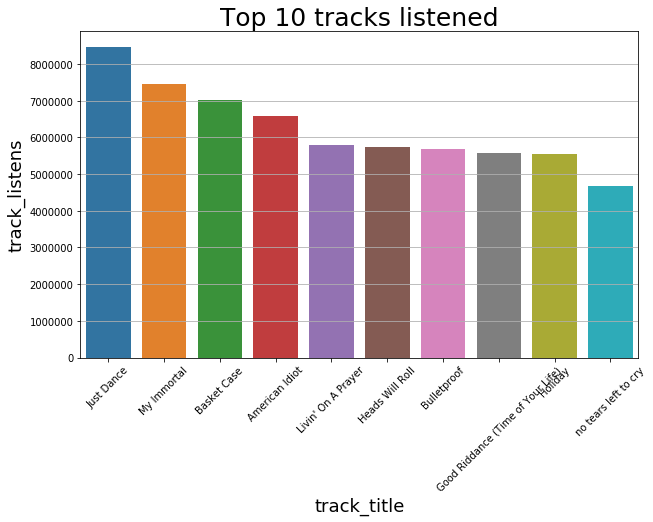 Top 10 tracks listened
track_listens
8000000
7000000
6000000
5000000
4000000
3000000
2000000
1000000
0
Just Dance
My Immortal
Basket Case
American Idiot
Livin' On A Prayer
Heads Will Roll
Bulletproof
Good Riddance (Time of Your Life)
Holiday
no tears left to cry
track_title